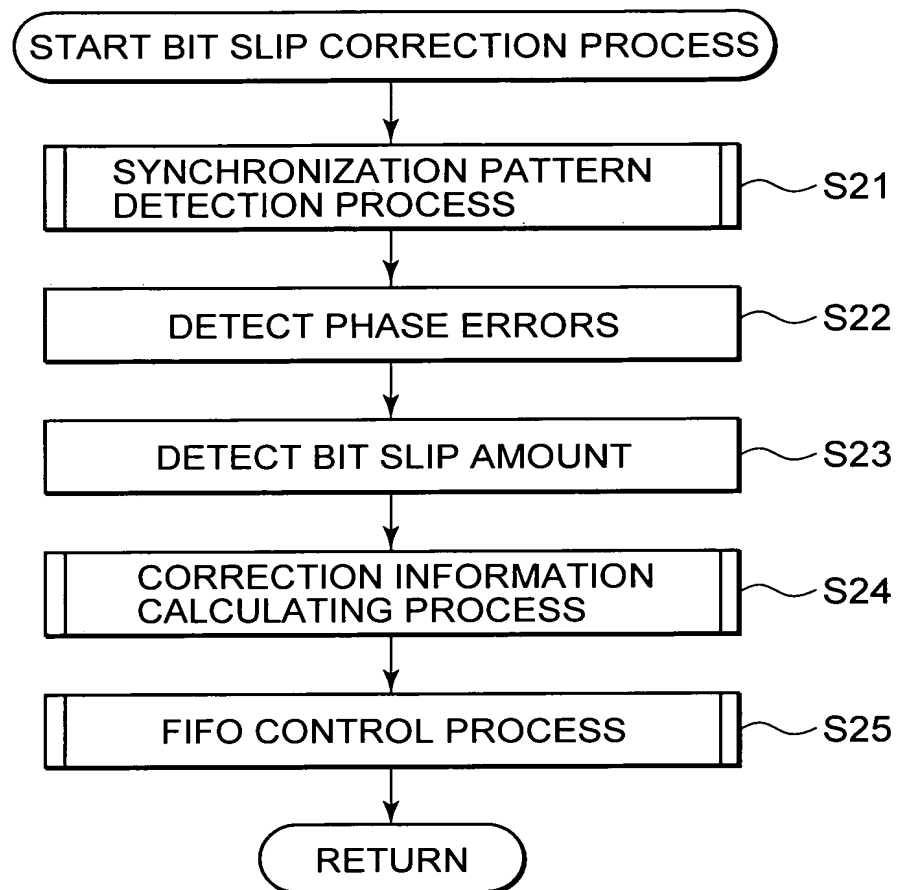 START BIT SLIP CORRECTION PROCESS
SYNCHRONIZATION PATTERN
DETECTION PROCESS
S21
DETECT PHASE ERRORS
S22
DETECT BIT SLIP AMOUNT
S23
CORRECTION INFORMATION
CALCULATING PROCESS
S24
FIFO CONTROL PROCESS
S25
RETURN